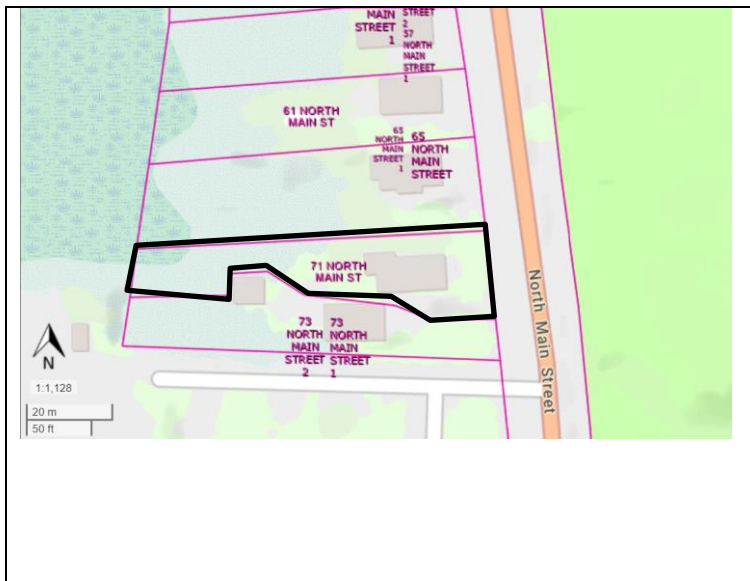 MAIN
STREET
1
STREET
2
57
NORTH
MAIN
STREET
1
61 NORTH
MAIN ST
65
NORTH
MAIN
STREET
1
65
NORTH
MAIN
STREET
71 NORTH
MAIN ST
73
NORTH
MAIN
STREET
2
73
NORTH
MAIN
STREET
1
North Main Street
N
1:1,128
20 m
50 ft